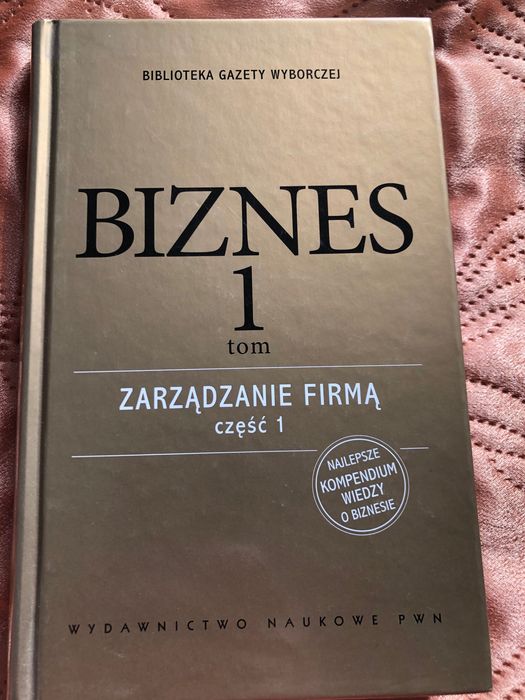 BIBLIOTEKA GAZETY WYBORCZEJ
BIZNES
1
tom
ZARZĄDZANIE FIRMĄ
część 1
NAJLEPSZE
KOMPENDIUM
WIEDZY
O BIZNESIE
WYDAWNICTWO NAUKOWE PWN